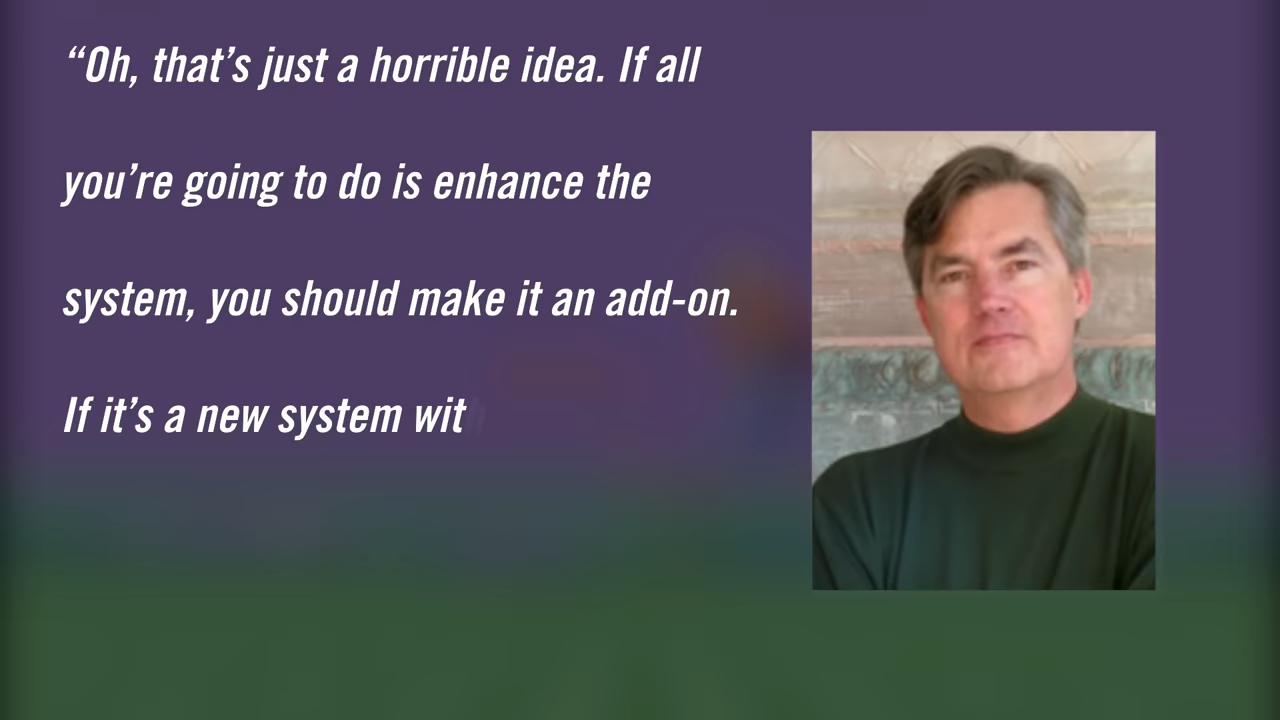 “Oh, that’s just a horrible idea. If all
you’re going to do is enhance the
system, you should make it an add-on.
If it’s a new system wit